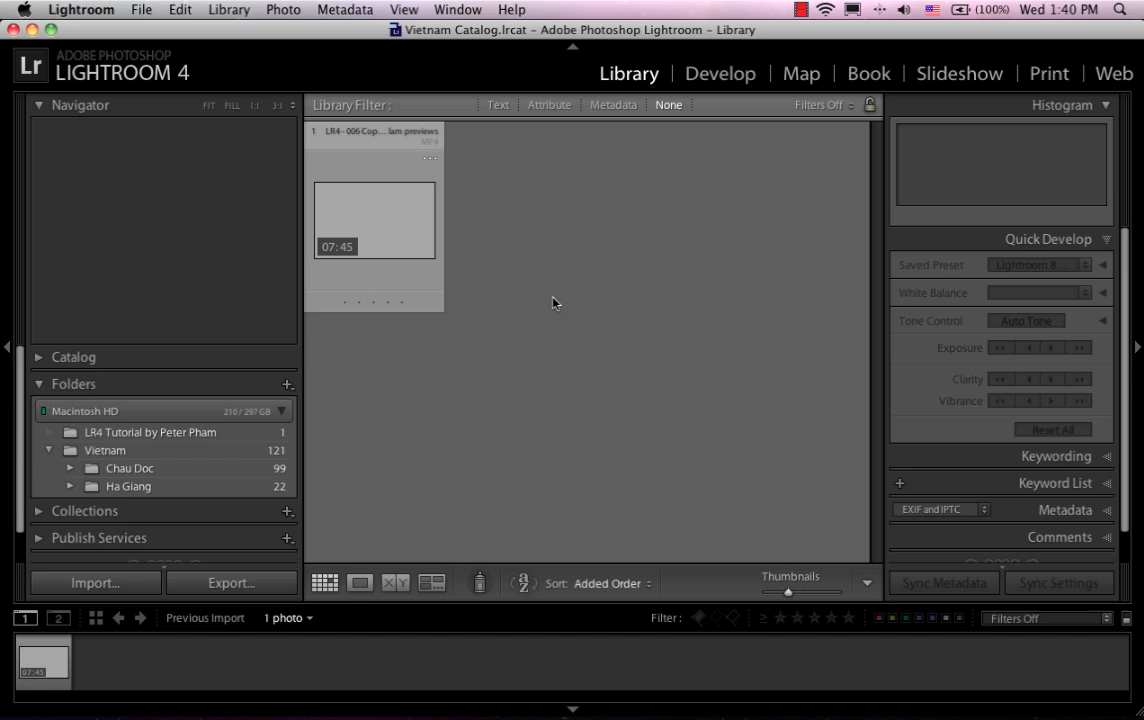 Lightroom File Edit Library Photo Metadata View Window Help (100%) Wed 1:40 PM
Vietnam Catalog.lrcat – Adobe Photoshop Lightroom – Library
Lr ADOBE PHOTOSHOP
LIGHTROOM 4
Library | Develop | Map | Book | Slideshow | Print | Web
Navigator FIT FILL 1:1 3:1
Library Filter : Text Attribute Metadata None Filters Off
Histogram
1 LR4 - 006 Cop... lam previews
MP4
07:45
Quick Develop
Saved Preset Lightroom B...
White Balance
Tone Control Auto Tone
Exposure
Clarity
Vibrance
Reset All
Catalog
Folders
Macintosh HD 210 / 297 GB
LR4 Tutorial by Peter Pham 1
Vietnam 121
Chau Doc 99
Ha Giang 22
Collections
Publish Services
Keywording
Keyword List
EXIF and IPTC Metadata
Comments
Import... Export...
XY Sort: Added Order Thumbnails
Sync Metadata Sync Settings
1 2 Previous Import 1 photo Filter : Filters Off
07:45